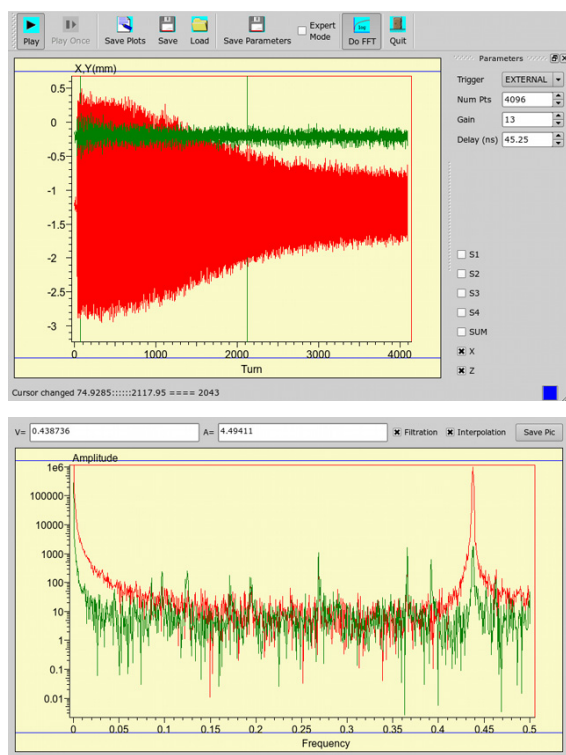 Play Play Once Save Plots Save Load Save Parameters Expert Mode Do FFT Quit
Parameters
X,Y(mm)
Trigger EXTERNAL
Num Pts 4096
Gain 13
Delay (ns) 45.25
0.5
0
-0.5
-1
-1.5
-2
-2.5
-3
S1
S2
S3
S4
SUM
X
Z
0 1000 2000 3000 4000
Turn
Cursor changed 74.9285::::::2117.95 ==== 2043
V= 0.438736 A= 4.49411 Filtration Interpolation Save Pic
Amplitude
1e6
100000
10000
1000
100
10
1
0.1
0.01
0 0.05 0.1 0.15 0.2 0.25 0.3 0.35 0.4 0.45 0.5
Frequency